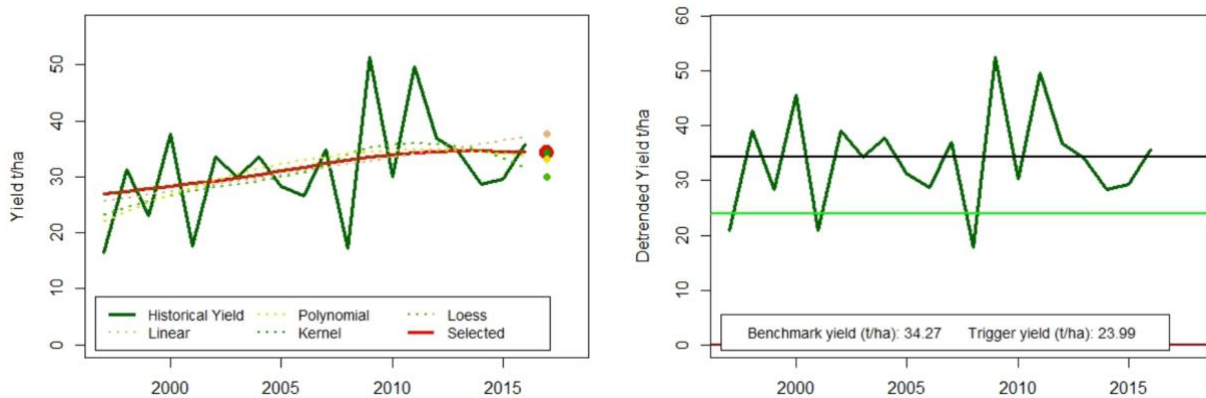 Yield t/ha
50
40
30
20
10
0
Historical Yield Polynomial Loess
Linear Kernel Selected
2000 2005 2010 2015
Detrended Yield t/ha
60
50
40
30
20
10
0
Benchmark yield (t/ha): 34.27 Trigger yield (t/ha): 23.99
2000 2005 2010 2015